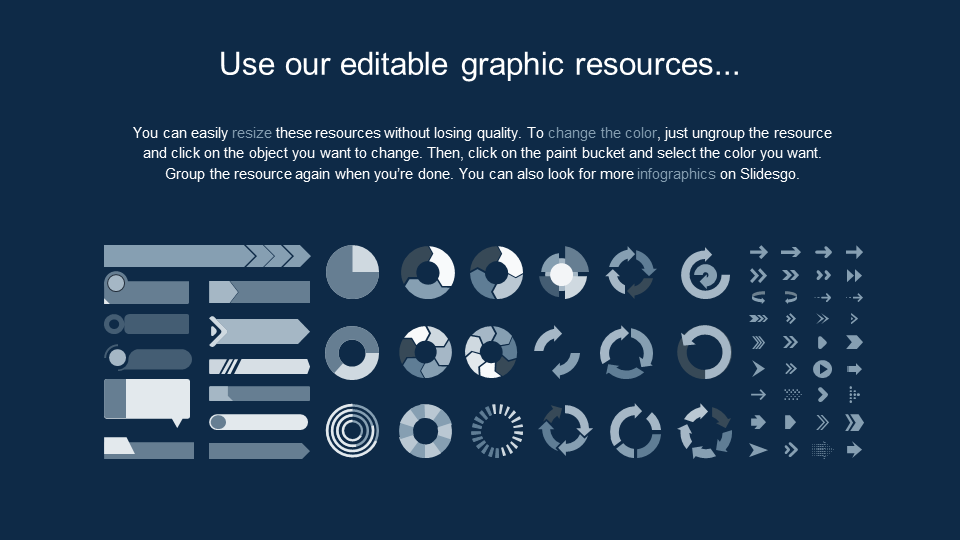 Use our editable graphic resources...
You can easily resize these resources without losing quality. To change the color, just ungroup the resource
and click on the object you want to change. Then, click on the paint bucket and select the color you want.
Group the resource again when you’re done. You can also look for more infographics on Slidesgo.